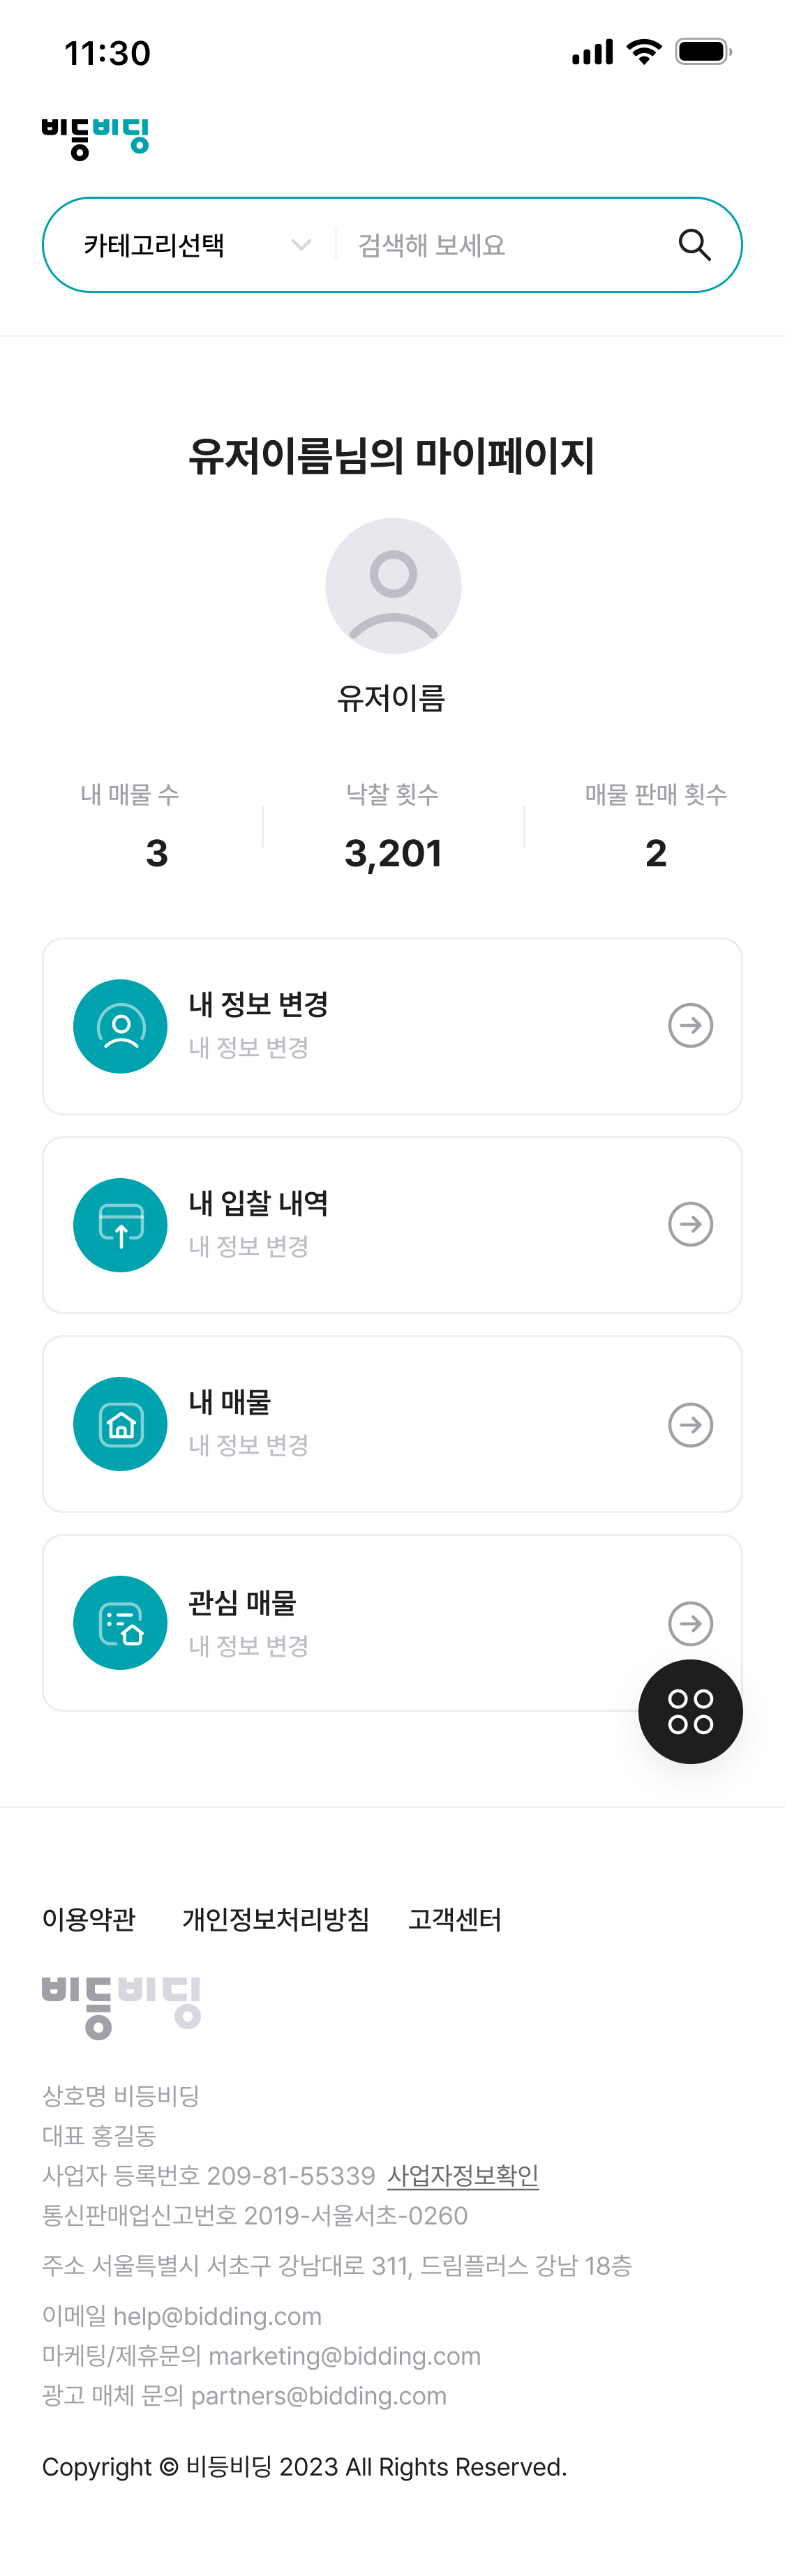 11:30
비등비딩
카테고리선택 검색해 보세요
유저이름님의 마이페이지
유저이름
내 매물 수 낙찰 횟수 매물 판매 횟수
3 3,201 2
내 정보 변경
내 정보 변경
내 입찰 내역
내 정보 변경
내 매물
내 정보 변경
관심 매물
내 정보 변경
이용약관 개인정보처리방침 고객센터
비등비딩
상호명 비등비딩
대표 홍길동
사업자 등록번호 209-81-55339 사업자정보확인
통신판매업신고번호 2019-서울서초-0260
주소 서울특별시 서초구 강남대로 311, 드림플러스 강남 18층
이메일 help@bidding.com
마케팅/제휴문의 marketing@bidding.com
광고 매체 문의 partners@bidding.com
Copyright © 비등비딩 2023 All Rights Reserved.